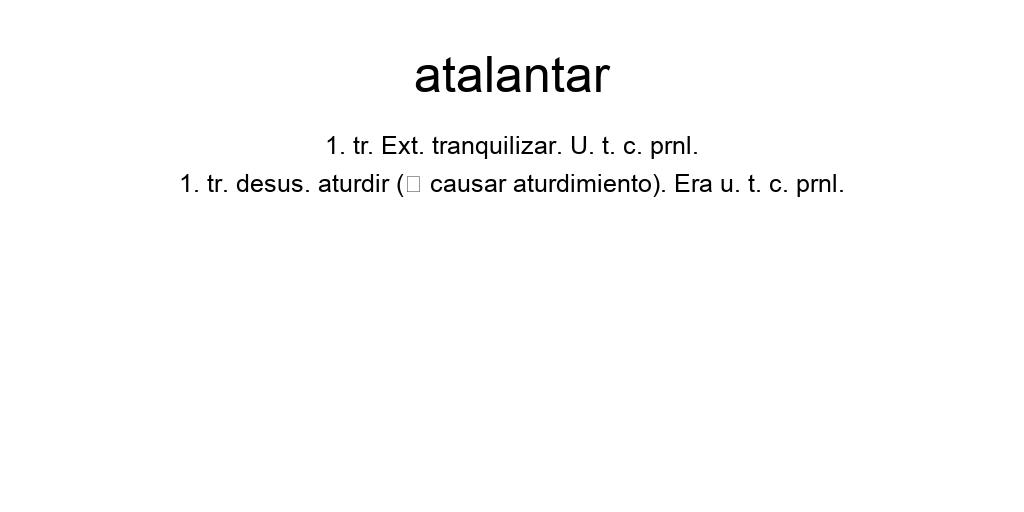 atalantar
1. tr. Ext. tranquilizar. U. t. c. prnl.
1. tr. desus. aturdir (□ causar aturdimiento). Era u. t. c. prnl.